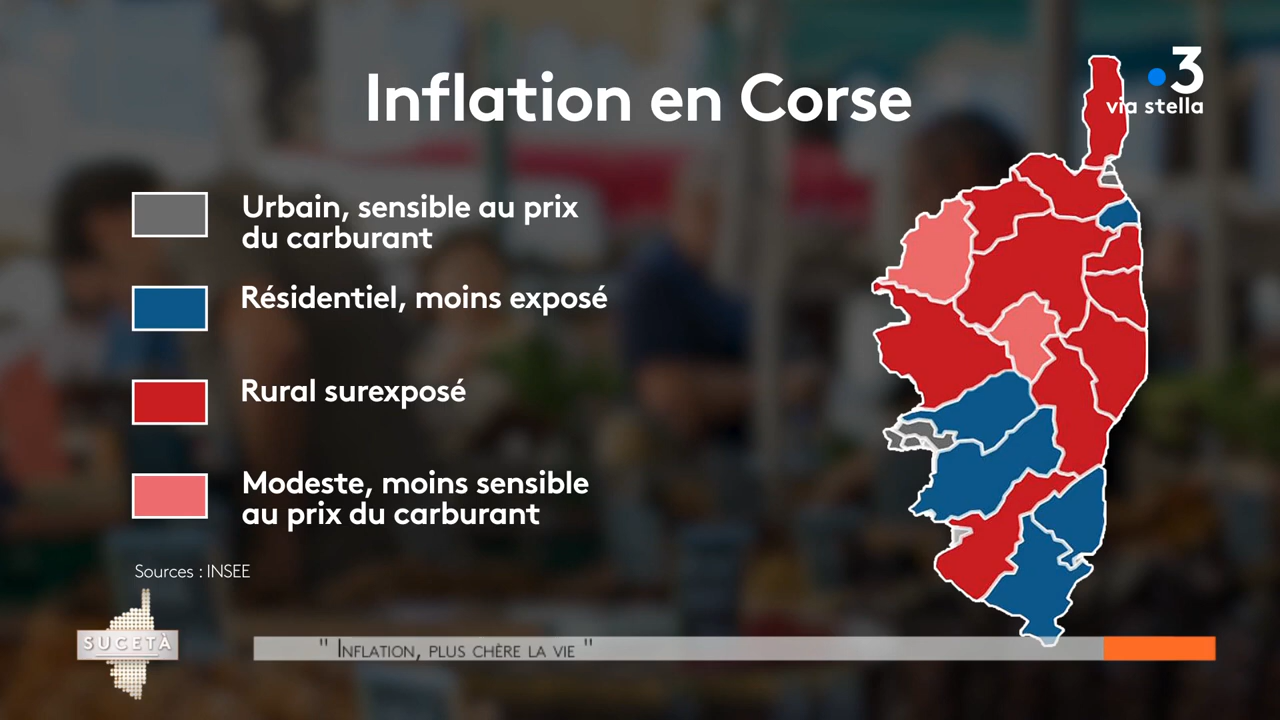 Inflation en Corse
3
via stella
Urbain, sensible au prix
du carburant
Résidentiel, moins exposé
Rural surexposé
Modeste, moins sensible
au prix du carburant
Sources : INSEE
SUCETÀ
" Inflation, plus chère la vie "